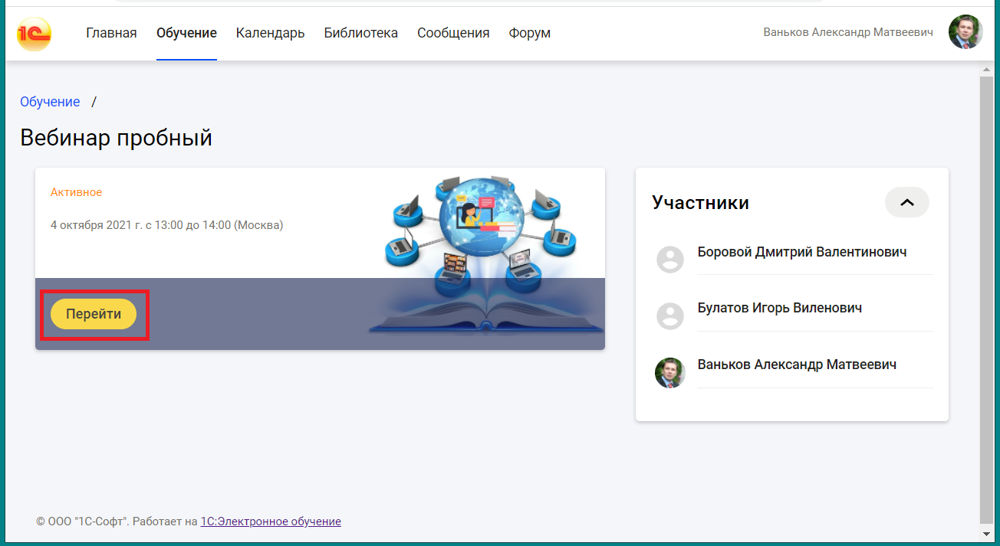 1С
Главная Обучение Календарь Библиотека Сообщения Форум
Ваньков Александр Матвеевич
Обучение /
Вебинар пробный
Активное
4 октября 2021 г. с 13:00 до 14:00 (Москва)
Перейти
Участники
Боровой Дмитрий Валентинович
Булатов Игорь Виленович
Ваньков Александр Матвеевич
© ООО "1С-Софт". Работает на 1С:Электронное обучение